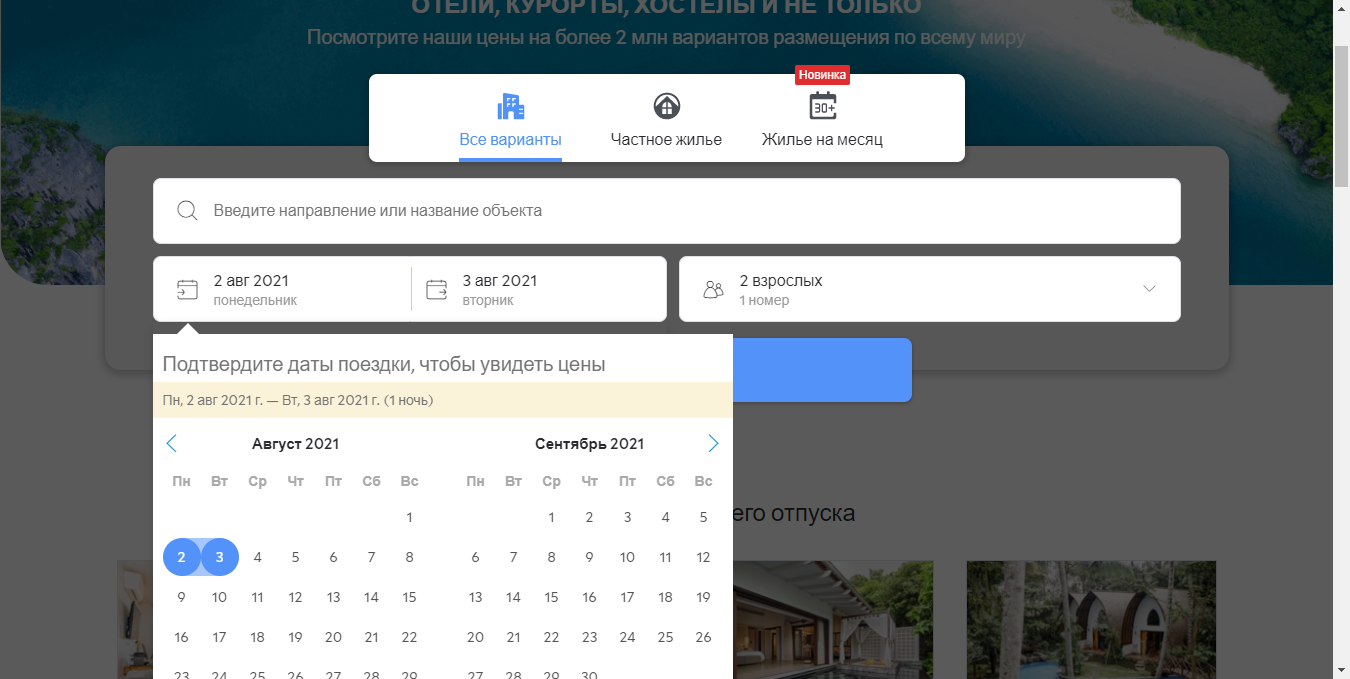 ОТЕЛИ, КУРОРТЫ, ХОСТЕЛЫ И НЕ ТОЛЬКО
Посмотрите наши цены на более 2 млн вариантов размещения по всему миру
Новинка
30+
Все варианты Частное жилье Жилье на месяц
Введите направление или название объекта
2 авг 2021 3 авг 2021 2 взрослых
понедельник вторник 1 номер
Подтвердите даты поездки, чтобы увидеть цены
Пн, 2 авг 2021 г. — Вт, 3 авг 2021 г. (1 ночь)
Август 2021 Сентябрь 2021
Пн Вт Ср Чт Пт Сб Вс Пн Вт Ср Чт Пт Сб Вс
1 1 2 3 4 5
его отпуска
2 3 4 5 6 7 8 6 7 8 9 10 11 12
9 10 11 12 13 14 15 13 14 15 16 17 18 19
16 17 18 19 20 21 22 20 21 22 23 24 25 26
23 24 25 26 27 28 29 27 28 29 30